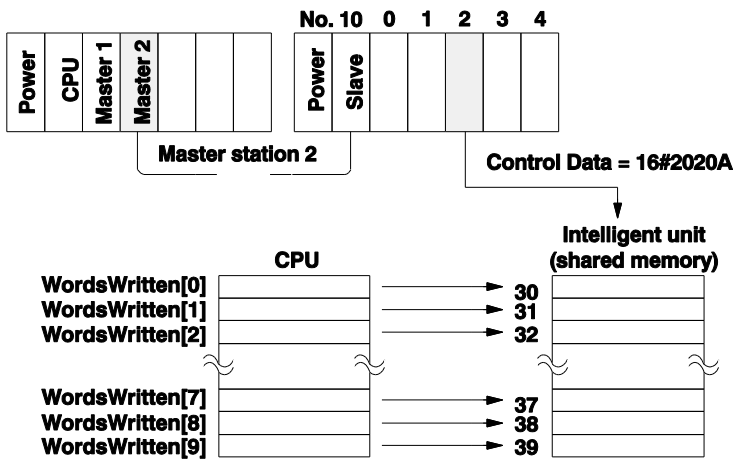 No. 10 0 1 2 3 4
Power
CPU
Master 1
Master 2
Power
Slave
Master station 2
Control Data = 16#2020A
Intelligent unit
(shared memory)
CPU
WordsWritten[0]
30
WordsWritten[1]
31
WordsWritten[2]
32
WordsWritten[7]
37
WordsWritten[8]
38
WordsWritten[9]
39